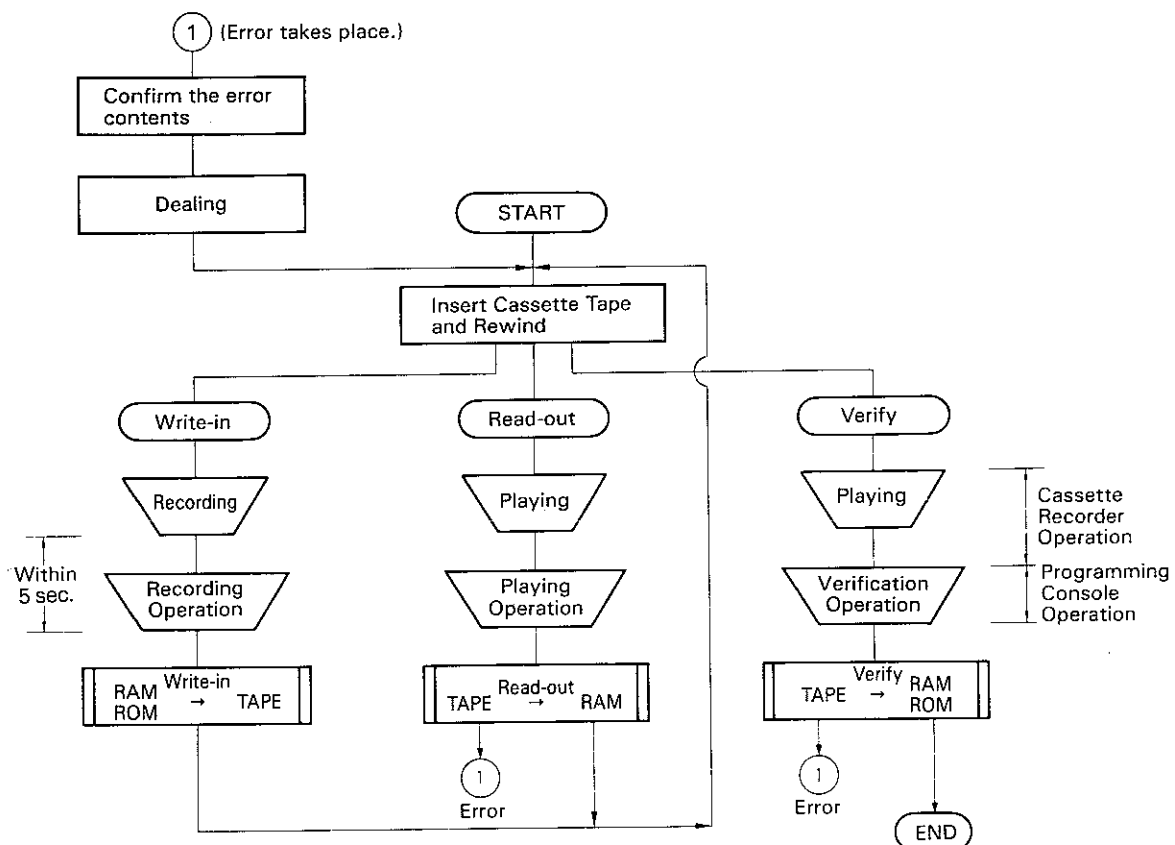 1 (Error takes place.)
Confirm the error
contents
Dealing
START
Insert Cassette Tape
and Rewind
Write-in
Recording
Within
5 sec.
Recording
Operation
Write-in
RAM → TAPE
ROM
Read-out
Playing
Playing
Operation
Read-out
TAPE → RAM
1
Error
Verify
Playing
Cassette
Recorder
Operation
Verification
Operation
Programming
Console
Operation
Verify
TAPE → RAM
ROM
1
Error
END